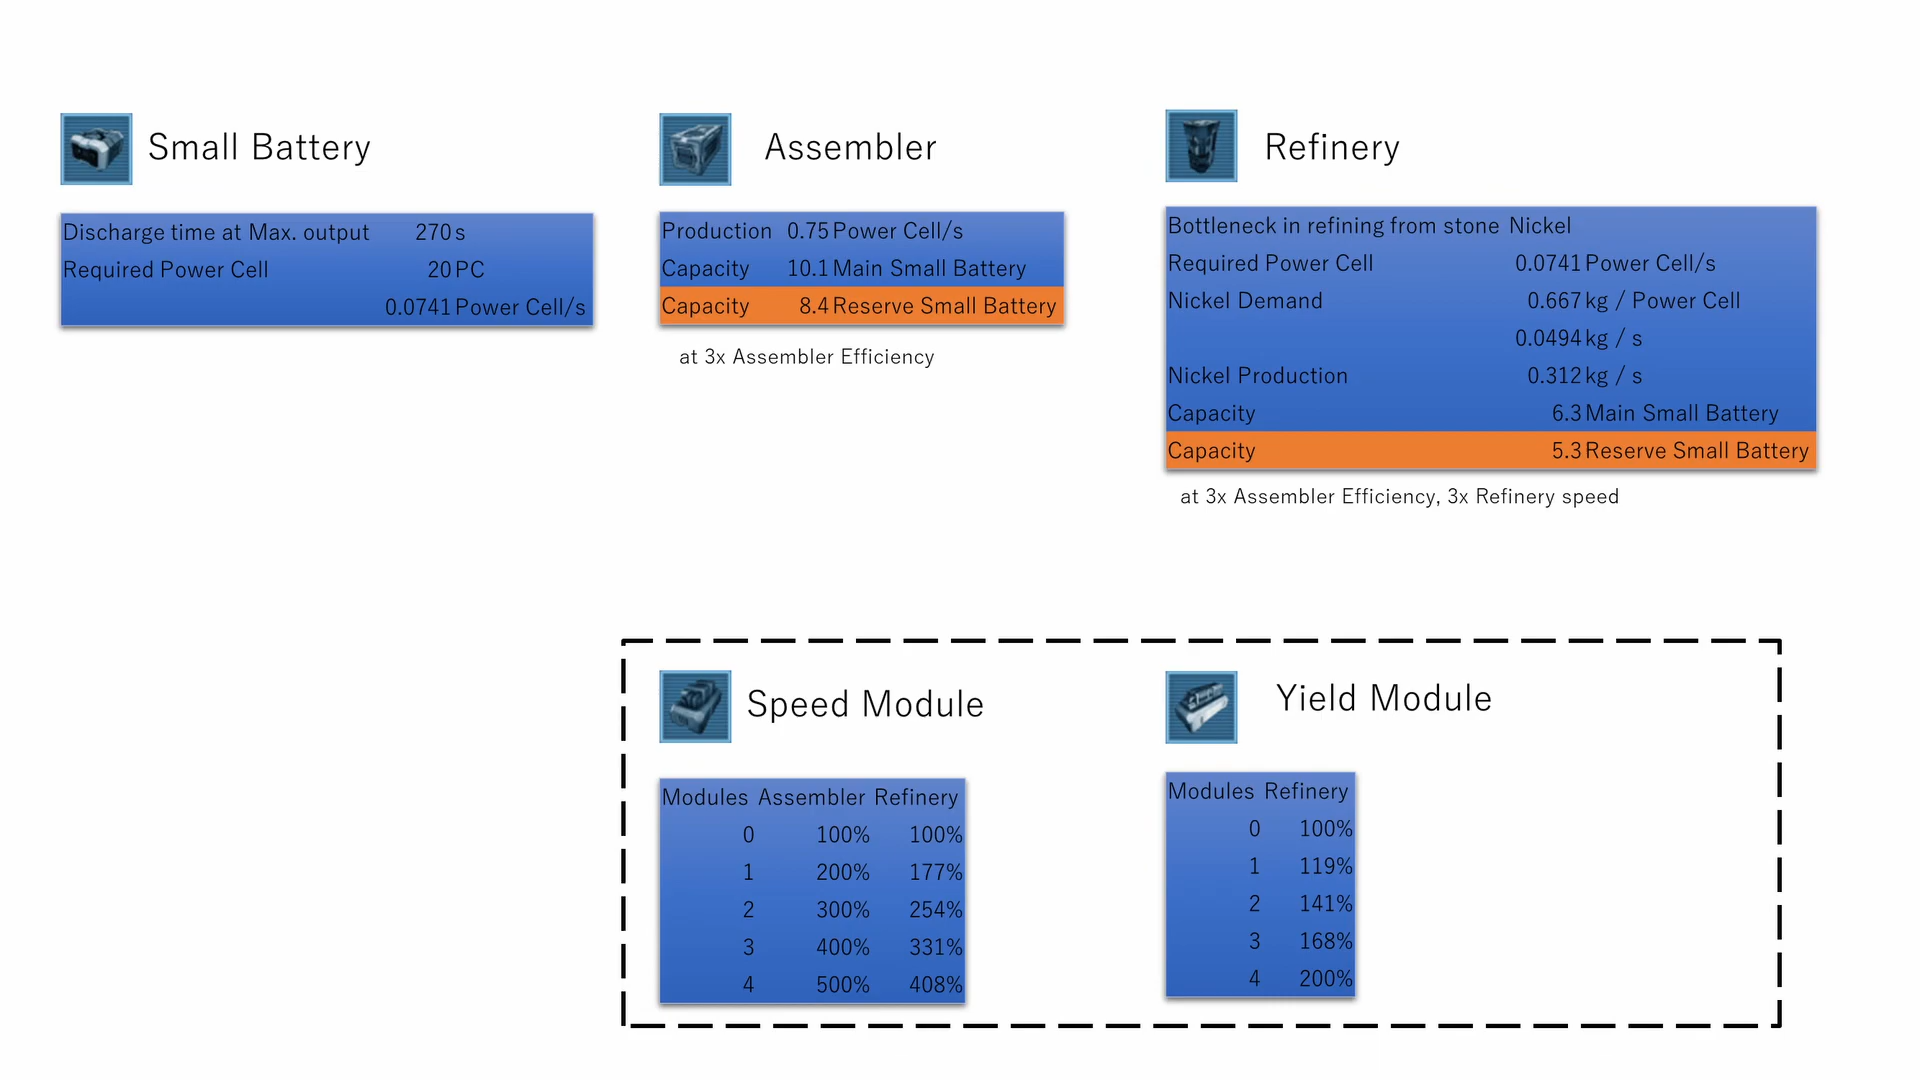 Small Battery
Discharge time at Max. output 270 s
Required Power Cell 20 PC
0.0741 Power Cell/s
Assembler
Production 0.75 Power Cell/s
Capacity 10.1 Main Small Battery
Capacity 8.4 Reserve Small Battery
at 3x Assembler Efficiency
Refinery
Bottleneck in refining from stone Nickel
Required Power Cell 0.0741 Power Cell/s
Nickel Demand 0.667 kg / Power Cell
0.0494 kg / s
Nickel Production 0.312 kg / s
Capacity 6.3 Main Small Battery
Capacity 5.3 Reserve Small Battery
at 3x Assembler Efficiency, 3x Refinery speed
Speed Module
Modules Assembler Refinery
0 100% 100%
1 200% 177%
2 300% 254%
3 400% 331%
4 500% 408%
Yield Module
Modules Refinery
0 100%
1 119%
2 141%
3 168%
4 200%